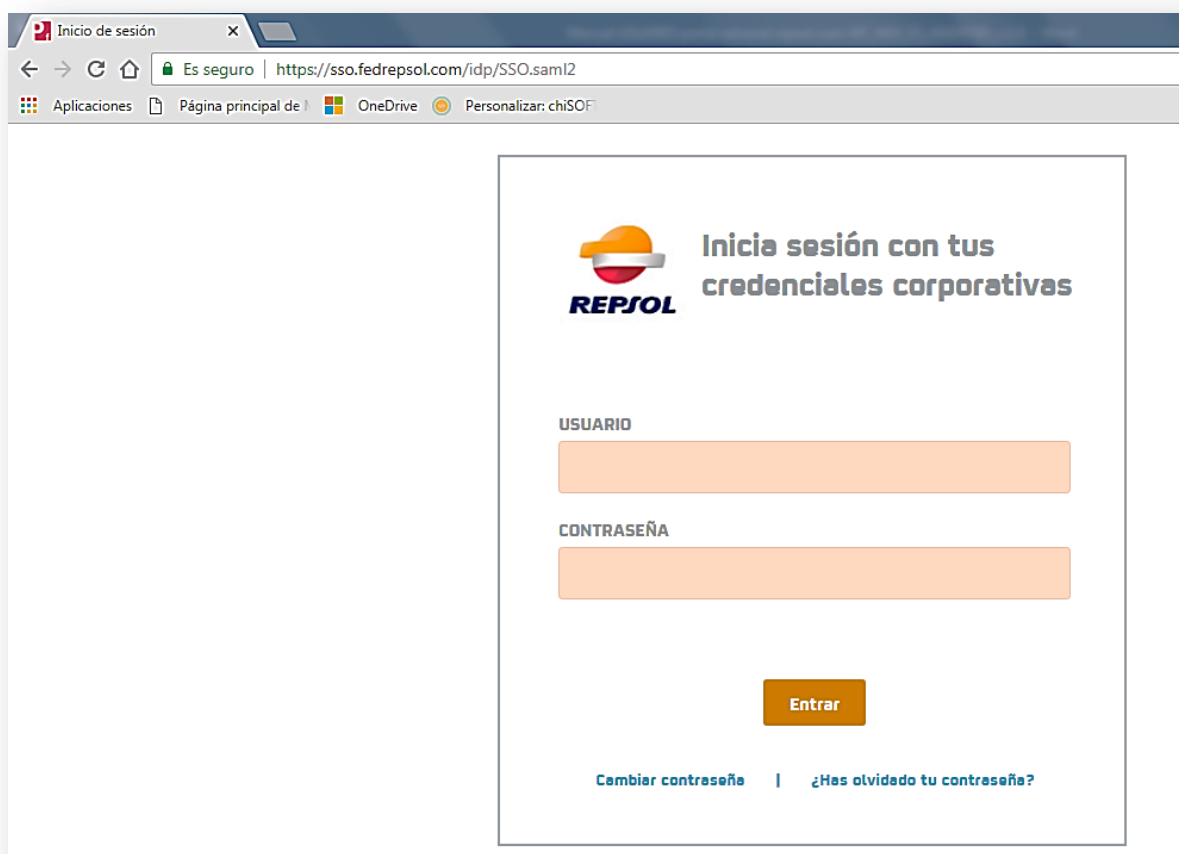 Inicio de sesión
Es seguro | https://sso.fedrepsol.com/idp/SSO.saml2
Aplicaciones Página principal de OneDrive Personalizar: chiSOF
Inicia sesión con tus
credenciales corporativas
REPSOL
USUARIO
CONTRASEÑA
Entrar
Cambiar contraseña | ¿Has olvidado tu contraseña?